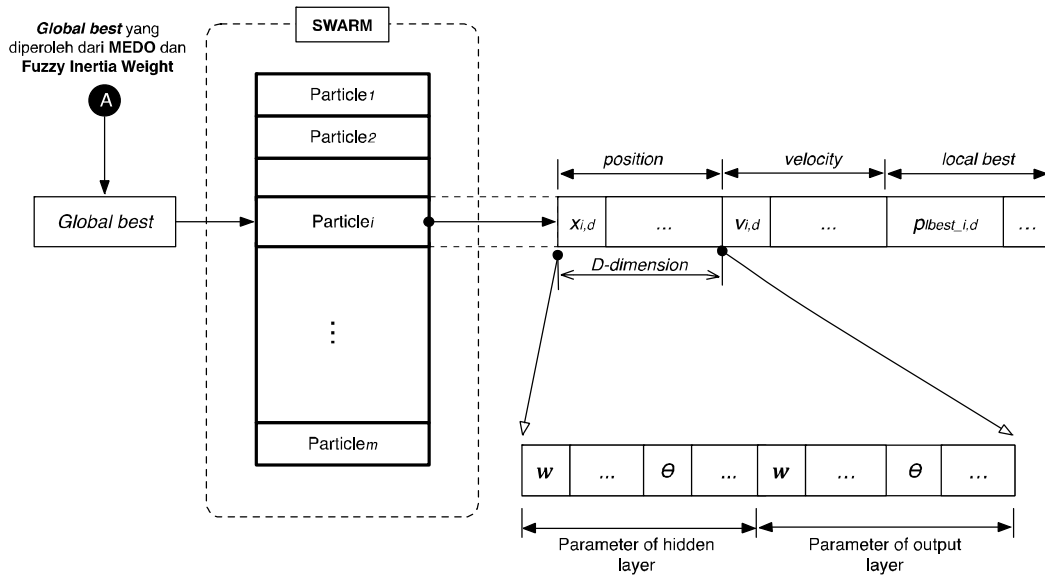 Global best yang
diperoleh dari MEDO dan
Fuzzy Inertia Weight
A
Global best
SWARM
Particle1
Particle2
Particlei
⋮
Particlem
position
velocity
local best
xi,d
...
vi,d
...
plbest_i,d
...
D-dimension
w
...
θ
...
w
...
θ
...
Parameter of hidden
layer
Parameter of output
layer